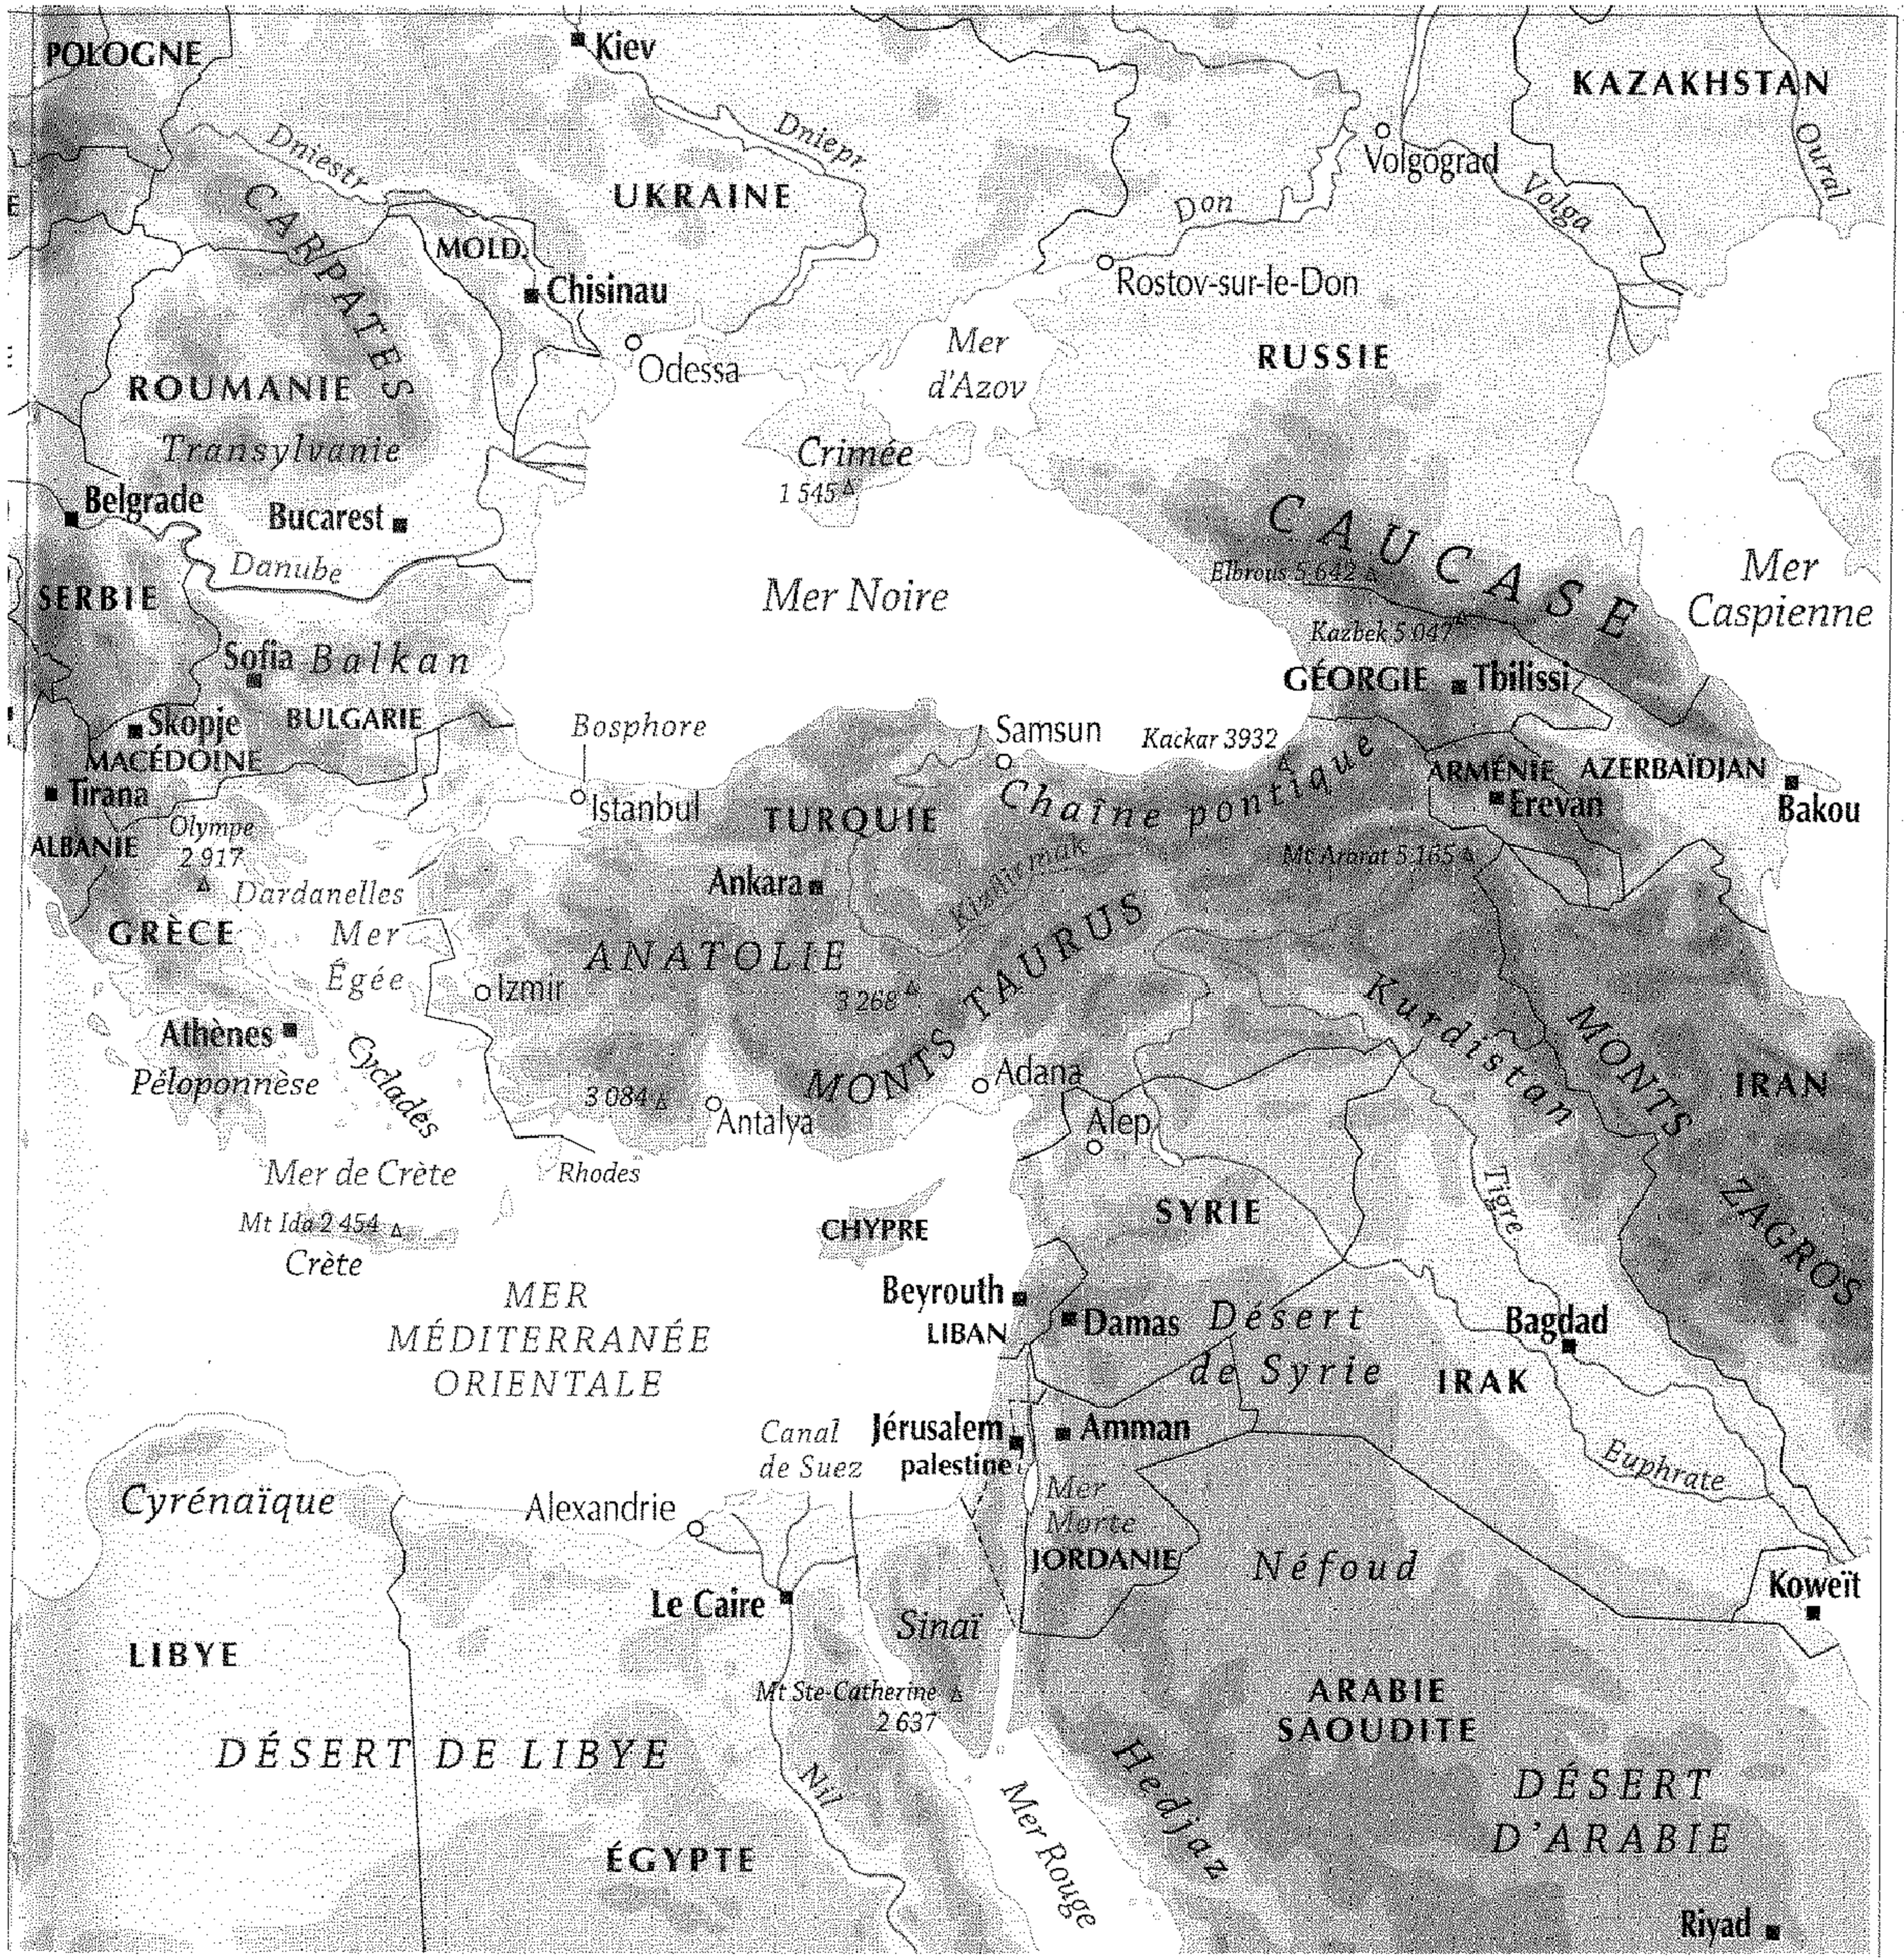 POLOGNE
Kiev
KAZAKHSTAN
Dniestr
Dniepr
Volgograd
Oural
E
CARPATES
UKRAINE
Don
Volga
MOLD.
Chisinau
Rostov-sur-le-Don
Odessa
Mer
d'Azov
RUSSIE
ROUMANIE
Transylvanie
Crimée
1 545
Belgrade
Bucarest
CAUCASE
Danube
Elbrous 5 642
Mer
Caspienne
SERBIE
Mer Noire
Kazbek 5 047
Sofia
Balkan
GÉORGIE
Tbilissi
Skopje
BULGARIE
Bosphore
Samsun
Kackar 3932
MACÉDOINE
ARMÉNIE
AZERBAÏDJAN
Tirana
Istanbul
TURQUIE
Chaîne pontique
Erevan
Bakou
ALBANIE
Olympe
2 917
Mt Ararat 5 165
Dardanelles
Ankara
Kizilirmak
GRÈCE
Mer
Égée
ANATOLIE
MONTS TAURUS
Izmir
3 268
Kurdistan
Athènes
Cyclades
MONTS ZAGROS
Péloponnèse
3 084
Antalya
Adana
IRAN
Alep
Mer de Crète
Rhodes
Tigre
Mt Ida 2 454
Crète
CHYPRE
SYRIE
MER
MÉDITERRANÉE
ORIENTALE
Beyrouth
LIBAN
Damas
Désert
de Syrie
Bagdad
IRAK
Canal
de Suez
Jérusalem
palestine
Amman
Euphrate
Cyrénaïque
Alexandrie
Mer
Morte
JORDANIE
Néfoud
Koweït
Le Caire
Sinaï
LIBYE
Mt Ste-Catherine
2 637
ARABIE
SAOUDITE
DÉSERT DE LIBYE
Nil
Hedjaz
Mer Rouge
DÉSERT
D'ARABIE
ÉGYPTE
Riyad